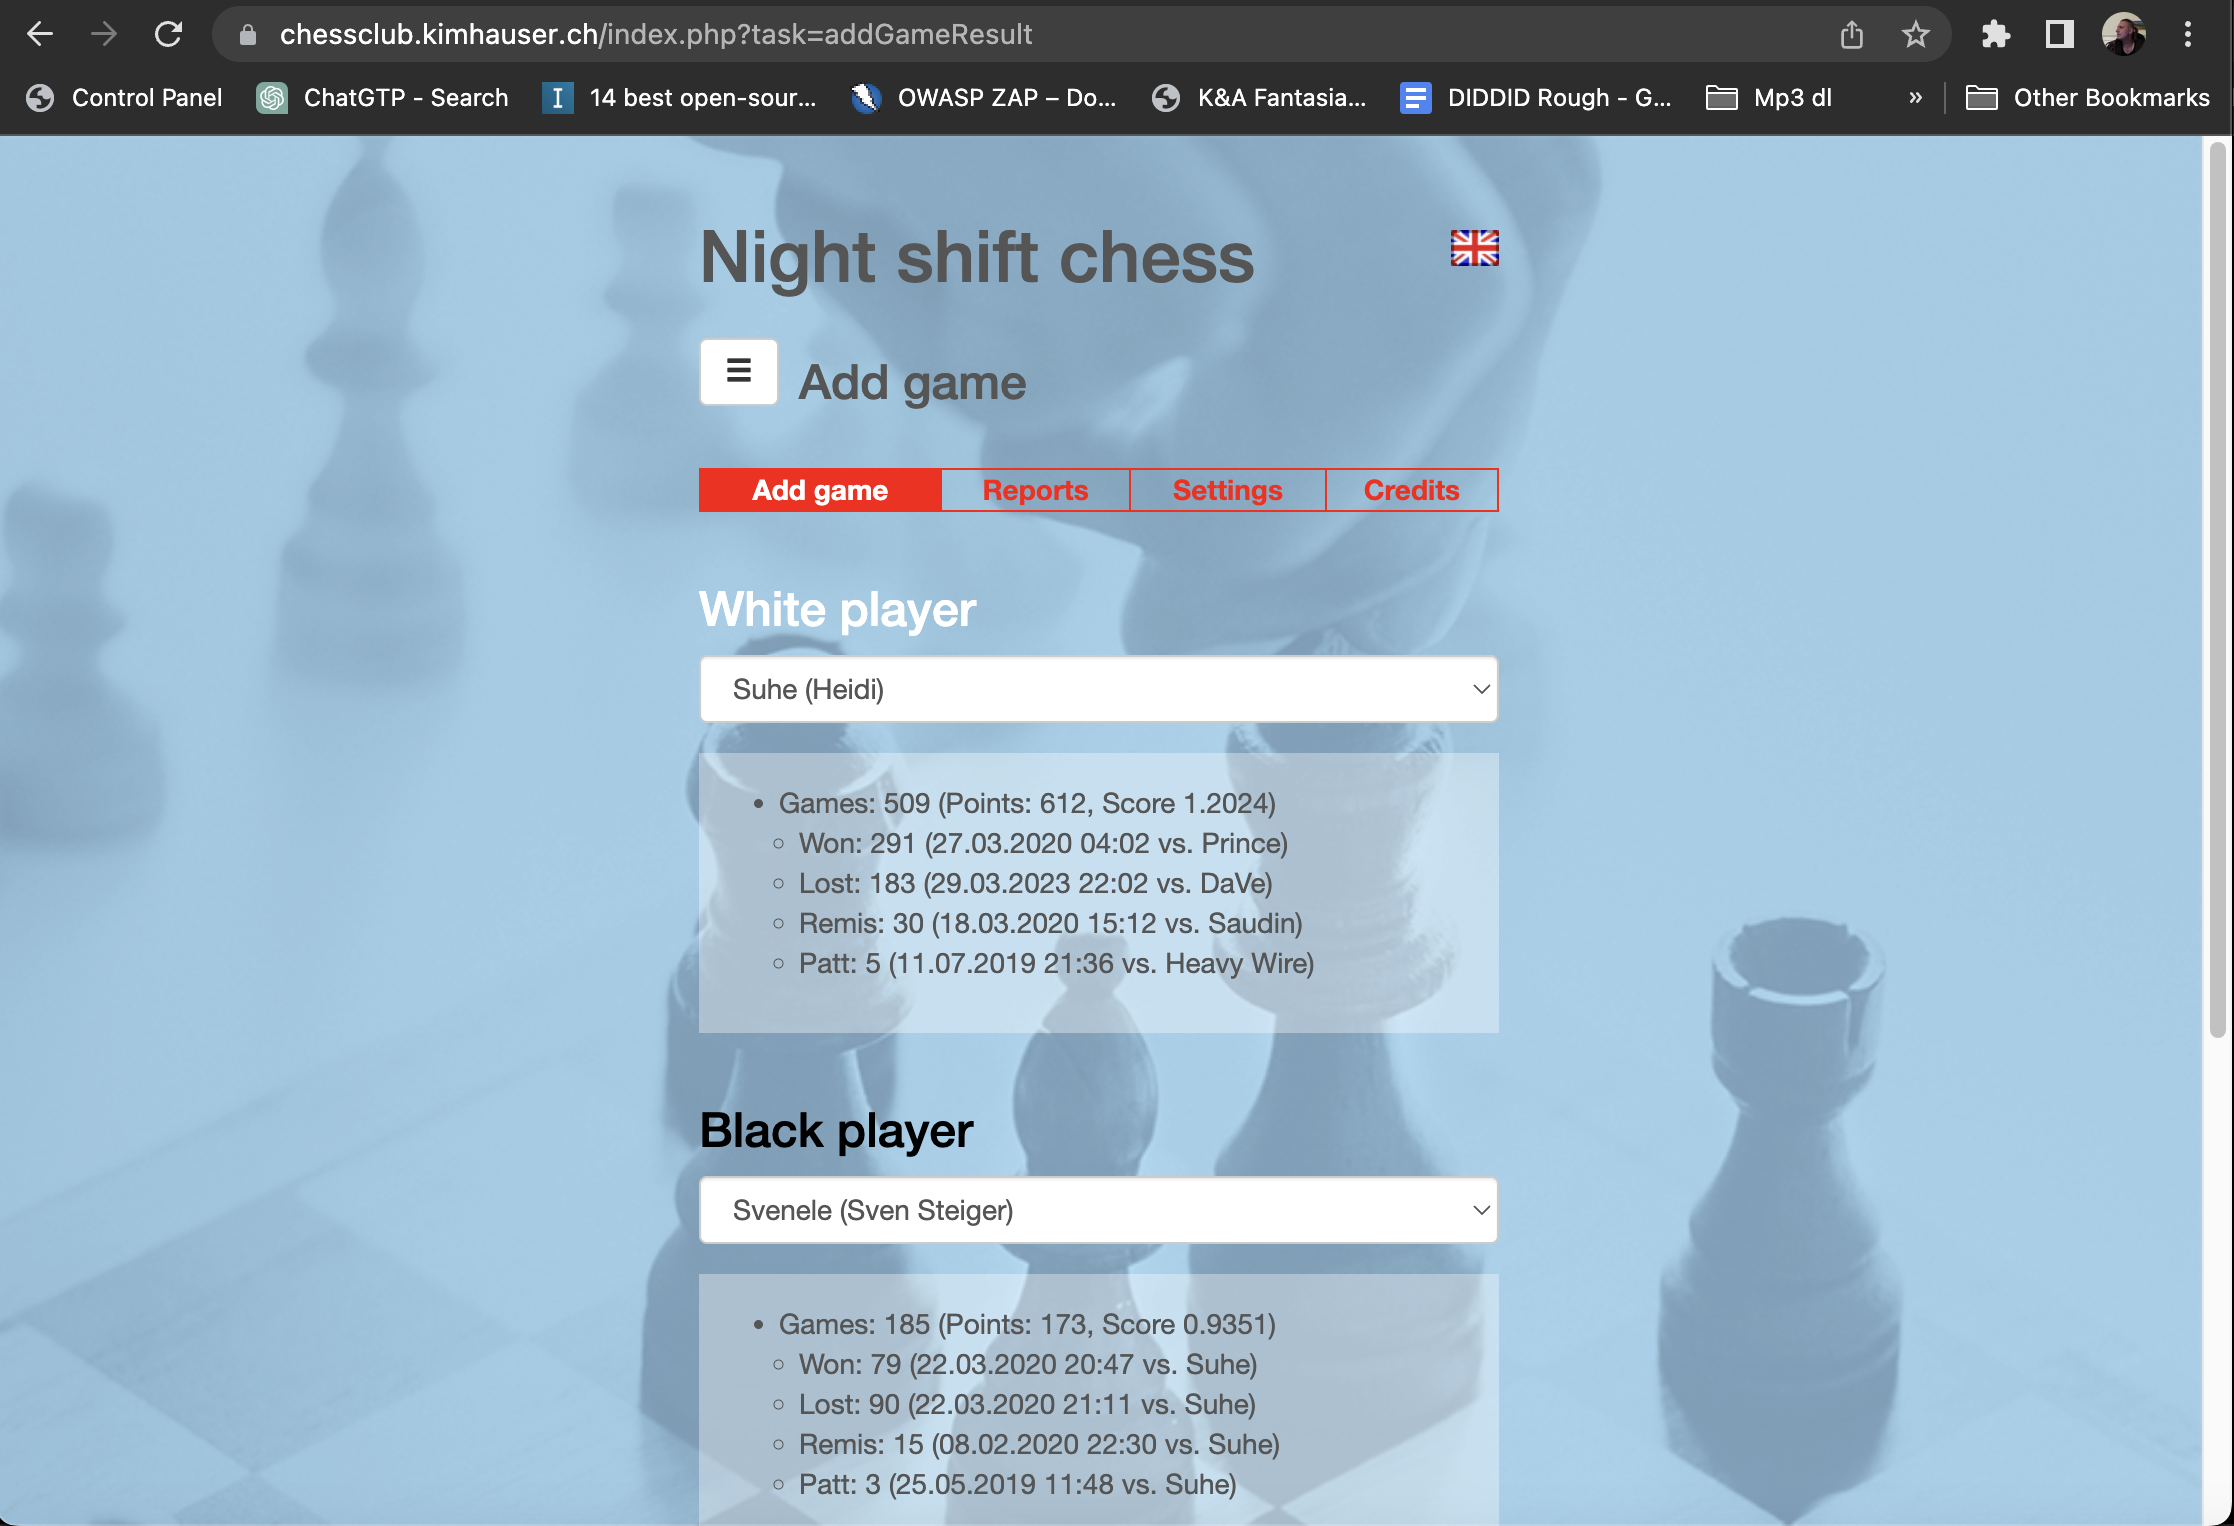 chessclub.kimhauser.ch/index.php?task=addGameResult
Control Panel ChatGTP - Search I 14 best open-sour... OWASP ZAP – Do... K&A Fantasia... DIDDID Rough - G... Mp3 dl » Other Bookmarks
Night shift chess
Add game
Add game Reports Settings Credits
White player
Suhe (Heidi)
• Games: 509 (Points: 612, Score 1.2024)
○ Won: 291 (27.03.2020 04:02 vs. Prince)
○ Lost: 183 (29.03.2023 22:02 vs. DaVe)
○ Remis: 30 (18.03.2020 15:12 vs. Saudin)
○ Patt: 5 (11.07.2019 21:36 vs. Heavy Wire)
Black player
Svenele (Sven Steiger)
• Games: 185 (Points: 173, Score 0.9351)
○ Won: 79 (22.03.2020 20:47 vs. Suhe)
○ Lost: 90 (22.03.2020 21:11 vs. Suhe)
○ Remis: 15 (08.02.2020 22:30 vs. Suhe)
○ Patt: 3 (25.05.2019 11:48 vs. Suhe)